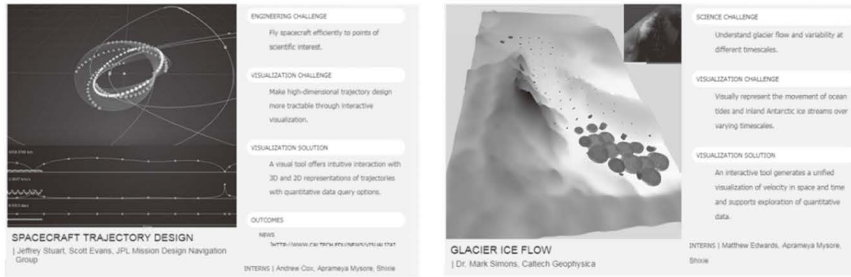 ENGINEERING CHALLENGE
Fly spacecraft efficiently to points of
scientific interest.
VISUALIZATION CHALLENGE
Make high-dimensional trajectory design
more tractable through interactive
visualization.
VISUALIZATION SOLUTION
A visual tool offers intuitive interaction with
3D and 2D representations of trajectories
with quantitative data query options.
OUTCOMES
NEWS
SPACECRAFT TRAJECTORY DESIGN
| Jeffrey Stuart, Scott Evans, JPL Mission Design Navigation
Group
INTERNS | Andrew Cox, Aprameya Mysore, Shixie
SCIENCE CHALLENGE
Understand glacier flow and variability at
different timescales.
VISUALIZATION CHALLENGE
Visually represent the movement of ocean
tides and inland Antarctic ice streams over
varying timescales.
VISUALIZATION SOLUTION
An interactive tool generates a unified
visualization of velocity in space and time
and supports exploration of quantitative
data.
GLACIER ICE FLOW
| Dr. Mark Simons, Caltech Geophysica
INTERNS | Matthew Edwards, Aprameya Mysore,
Shixie